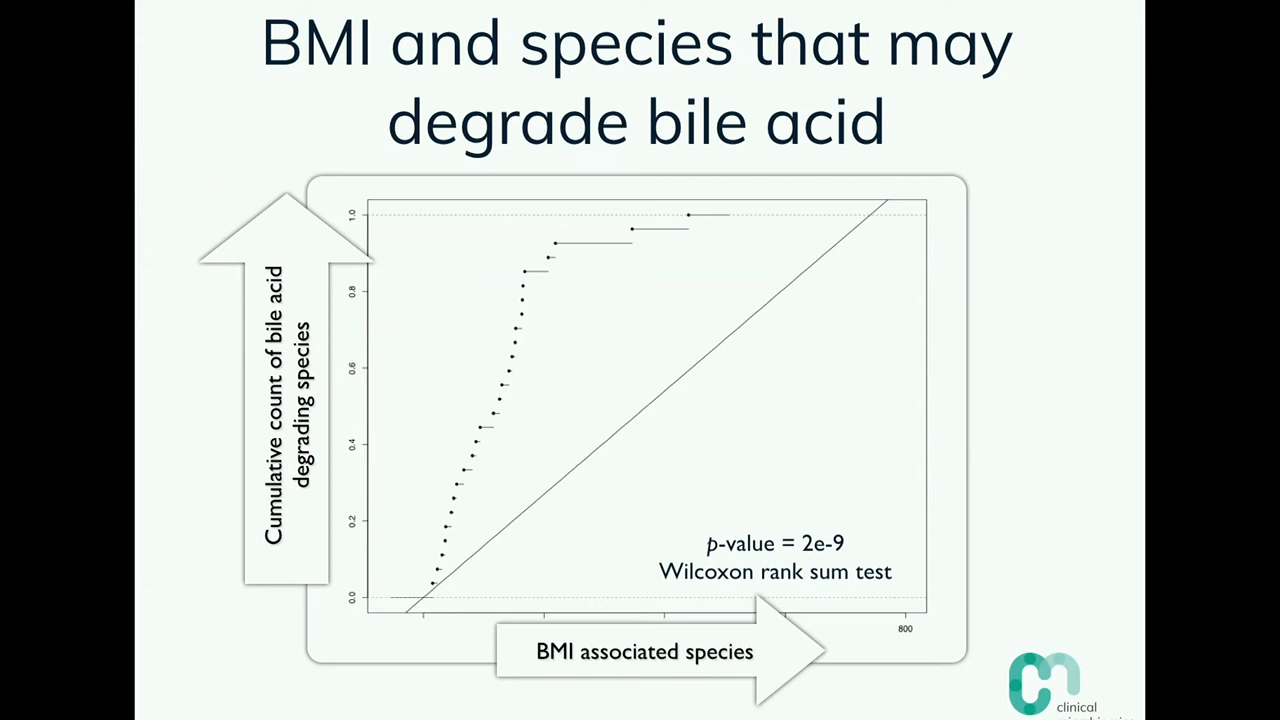 BMI and species that may
degrade bile acid
Cumulative count of bile acid
degrading species
1.0
0.8
0.6
0.4
0.2
0.0
p-value = 2e-9
Wilcoxon rank sum test
800
BMI associated species
clinical